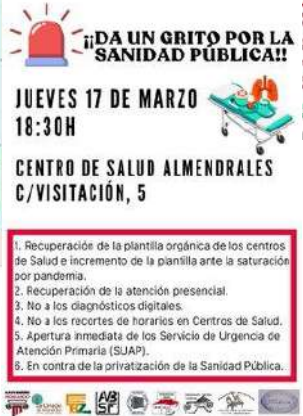 ¡¡DA UN GRITO POR LA
SANIDAD PÚBLICA!!
JUEVES 17 DE MARZO
18:30H
CENTRO DE SALUD ALMENDRALES
C/VISITACIÓN, 5
1. Recuperación de la plantilla orgánica de los centros
de Salud e incremento de la plantilla ante la saturación
por pandemia.
2. Recuperación de la atención presencial.
3. No a los diagnósticos digitales.
4. No a los recortes de horarios en Centros de Salud.
5. Apertura inmediata de los Servicio de Urgencia de
Atención Primaria (SUAP).
6. En contra de la privatización de la Sanidad Pública.